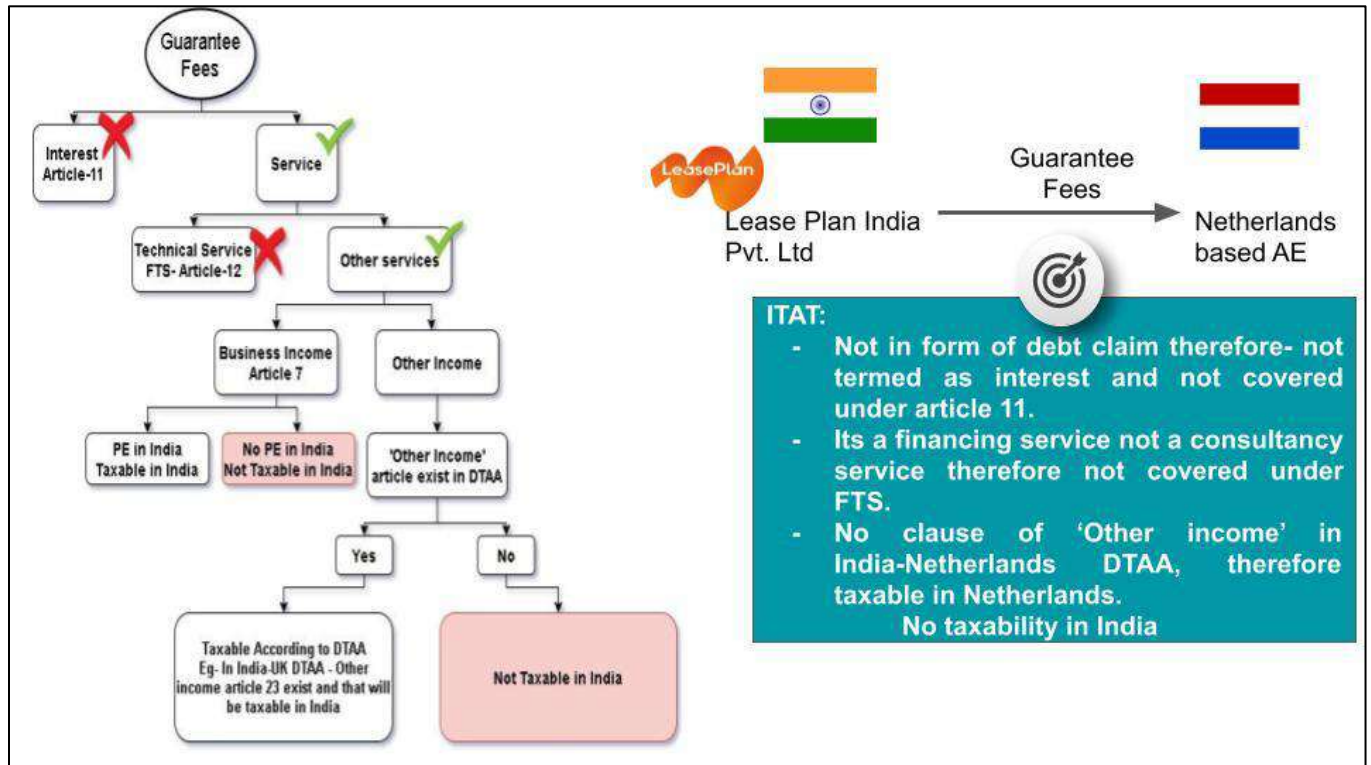 Guarantee
Fees
Interest
Article-11
Service
Technical Service
FTS- Article-12
Other services
Business Income
Article 7
Other Income
PE in India
Taxable in India
No PE in India
Not Taxable in India
'Other Income'
article exist in DTAA
Yes
No
Taxable According to DTAA
Eg- In India-UK DTAA - Other
income article 23 exist and that will
be taxable in India
Not Taxable in India
LeasePlan
Lease Plan India
Pvt. Ltd
Guarantee
Fees
Netherlands
based AE
ITAT:
- Not in form of debt claim therefore- not
termed as interest and not covered
under article 11.
- Its a financing service not a consultancy
service therefore not covered under
FTS.
- No clause of ‘Other income’ in
India-Netherlands DTAA, therefore
taxable in Netherlands.
No taxability in India